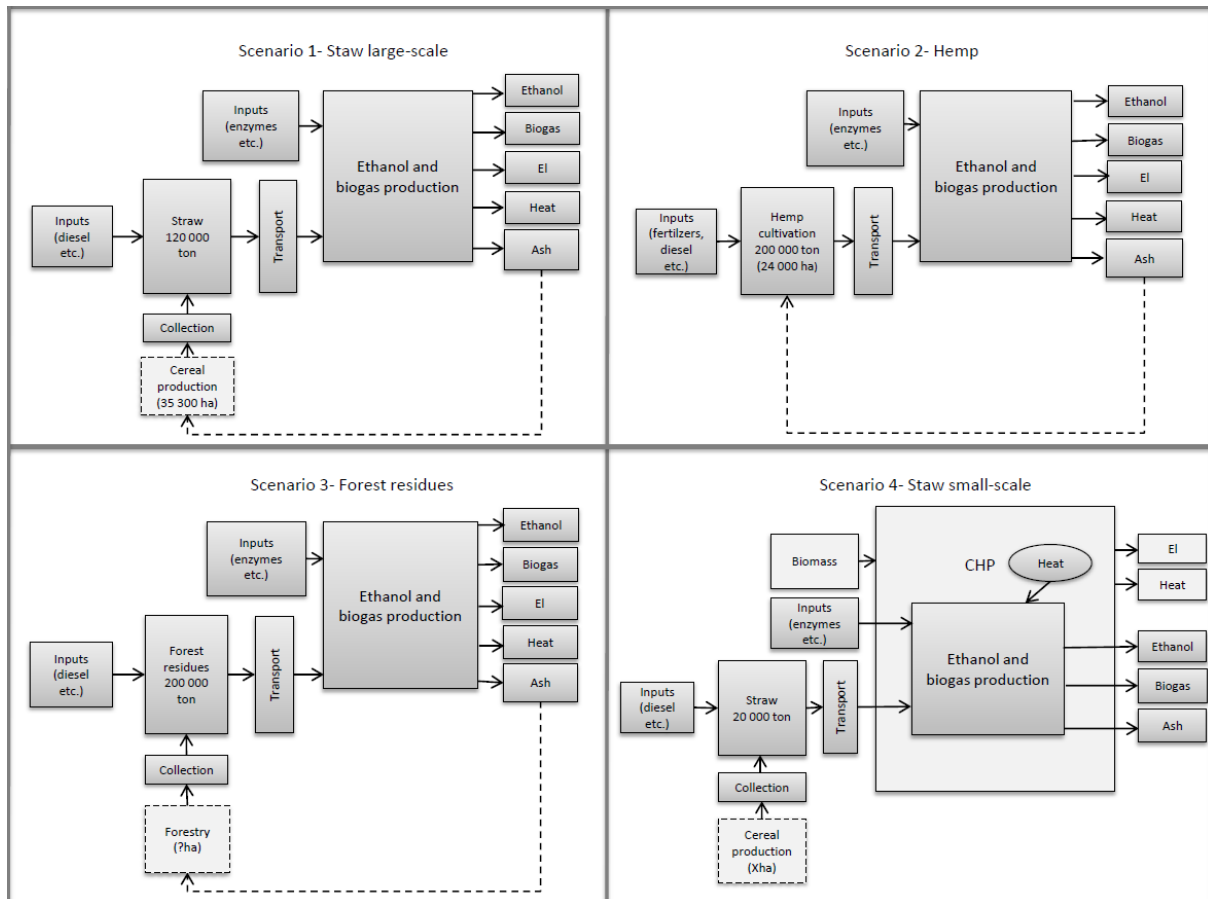 Scenario 1- Staw large-scale
Inputs
(enzymes
etc.)
Ethanol and
biogas production
Ethanol
Biogas
El
Heat
Ash
Inputs
(diesel
etc.)
Straw
120 000
ton
Transport
Collection
Cereal
production
(35 300 ha)
Scenario 2- Hemp
Inputs
(enzymes
etc.)
Ethanol and
biogas production
Ethanol
Biogas
El
Heat
Ash
Inputs
(fertilzers,
diesel
etc.)
Hemp
cultivation
200 000 ton
(24 000 ha)
Transport
Scenario 3- Forest residues
Inputs
(enzymes
etc.)
Ethanol and
biogas production
Ethanol
Biogas
El
Heat
Ash
Inputs
(diesel
etc.)
Forest
residues
200 000
ton
Transport
Collection
Forestry
(?ha)
Scenario 4- Staw small-scale
Biomass
CHP
Heat
El
Heat
Inputs
(enzymes
etc.)
Ethanol and
biogas production
Ethanol
Biogas
Ash
Inputs
(diesel
etc.)
Straw
20 000 ton
Transport
Collection
Cereal
production
(Xha)